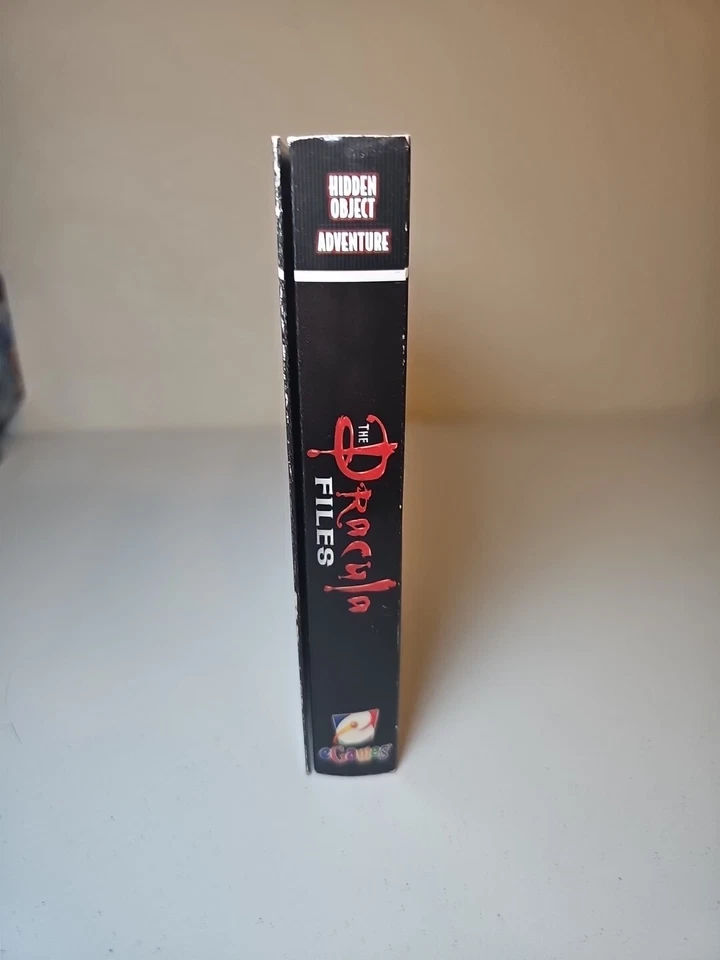 HIDDEN
OBJECT
ADVENTURE
THE
DRACULA
FILES
eGames